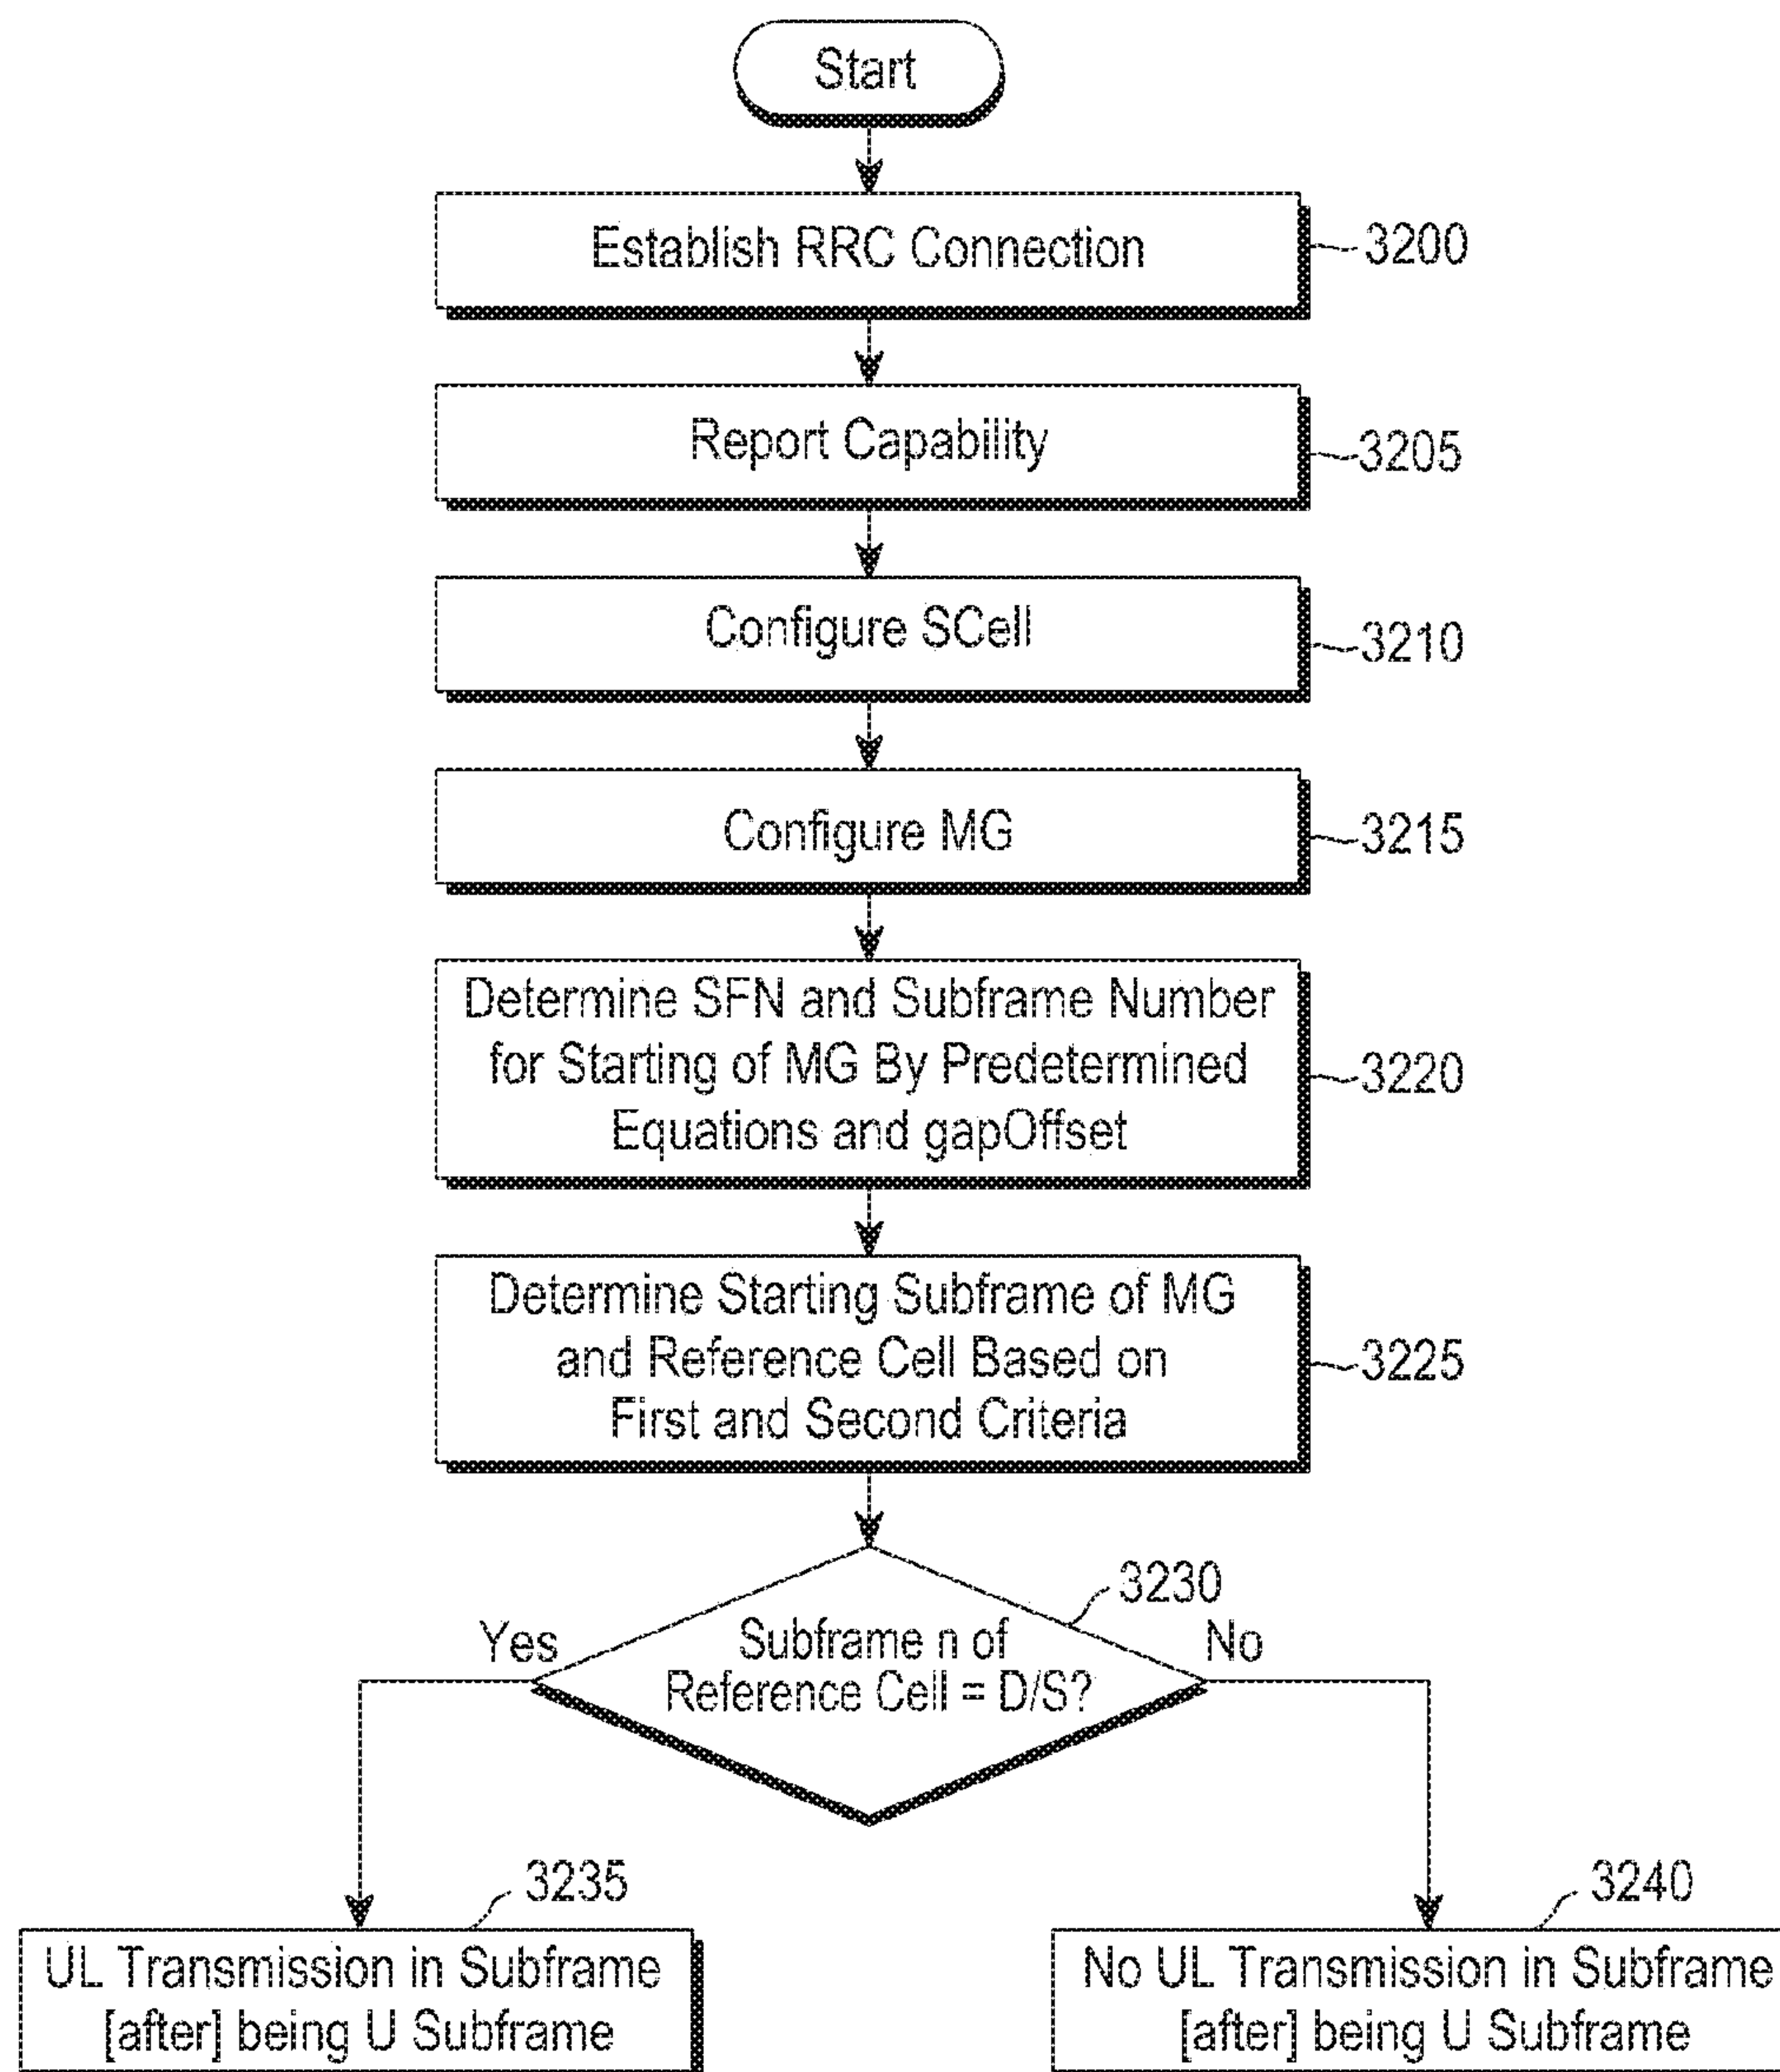 Start
Establish RRC Connection
3200
Report Capability
3205
Configure SCell
3210
Configure MG
3215
Determine SFN and Subframe Number
for Starting of MG By Predetermined
Equations and gapOffset
3220
Determine Starting Subframe of MG
and Reference Cell Based on
First and Second Criteria
3225
3230
Yes
Subframe n of
Reference Cell = D/S?
No
3235
UL Transmission in Subframe
[after] being U Subframe
3240
No UL Transmission in Subframe
[after] being U Subframe